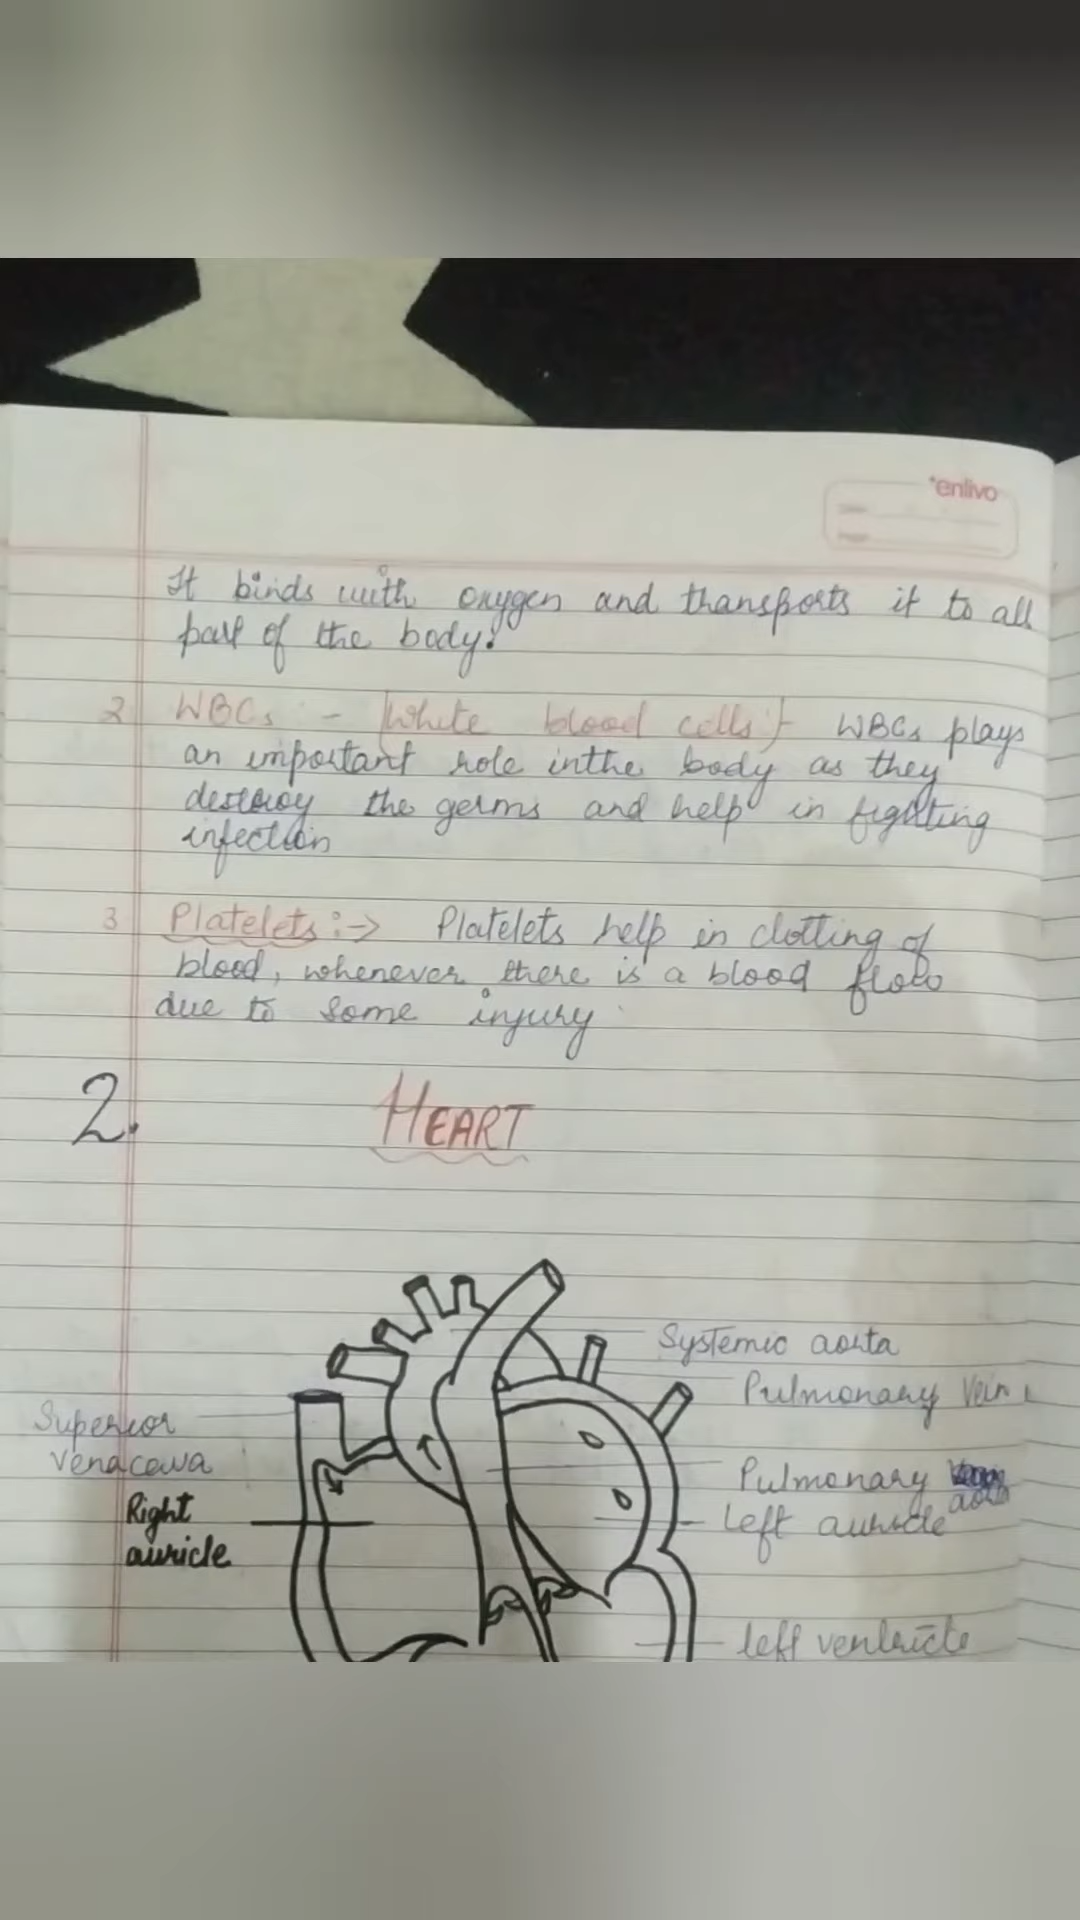 *enlivo
It binds with oxygen and transports it to all
part of the body.
2 WBCs - (White blood cells)- WBCs plays
an important role inthe body as they
destroy the germs and help in fighting
infection
3 Platelets :-> Platelets help in clotting of
blood, whenever there is a blood flow
due to some injury
2. HEART
Systemic aorta
Pulmonary Vein
Superior
Venacava
Pulmonary
aorta
Right
auricle
Left auricle
left ventricle